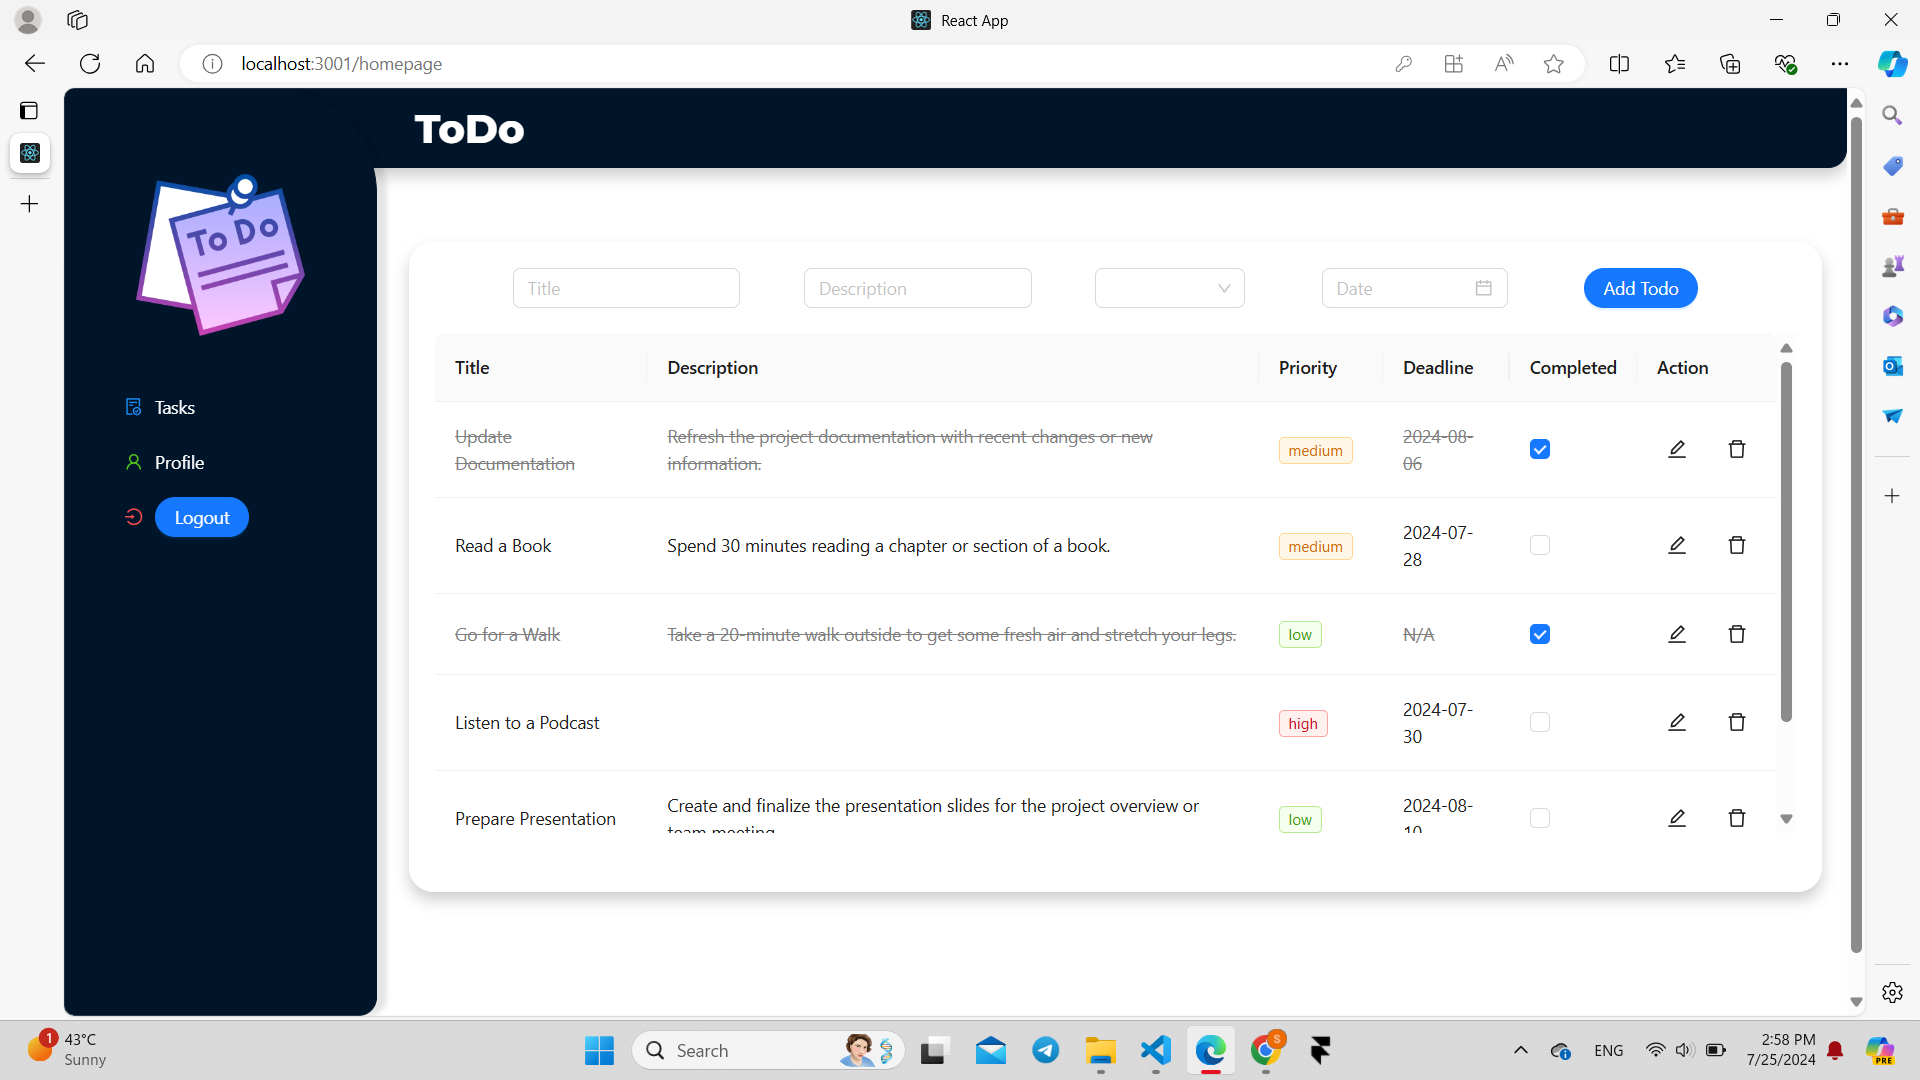 React App
localhost:3001/homepage
ToDo
To Do
Title
Description
Date
Add Todo
Title Description Priority Deadline Completed Action
Tasks
Profile
Logout
Update
Documentation
Refresh the project documentation with recent changes or new
information.
medium
2024-08-
06
Read a Book
Spend 30 minutes reading a chapter or section of a book.
medium
2024-07-
28
Go for a Walk
Take a 20-minute walk outside to get some fresh air and stretch your legs.
low
N/A
Listen to a Podcast
high
2024-07-
30
Prepare Presentation
Create and finalize the presentation slides for the project overview or
team meeting
low
2024-08-
10
1
43°C
Sunny
Search
S
ENG
2:58 PM
7/25/2024
PRE